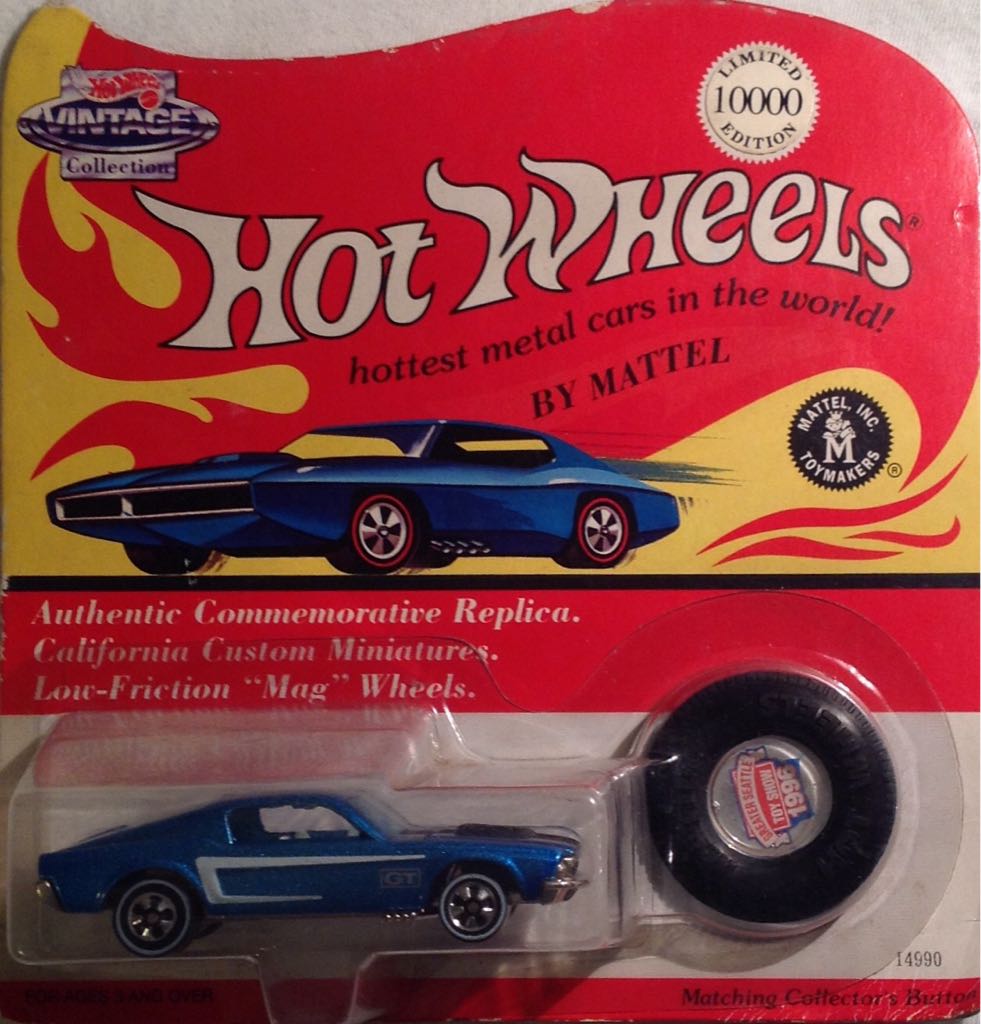 Hot Wheels
VINTAGE
Collection
LIMITED
10000
EDITION
Hot Wheels®
hottest metal cars in the world!
BY MATTEL
MATTEL, INC.
M
TOYMAKERS
®
Authentic Commemorative Replica.
California Custom Miniatures.
Low-Friction "Mag" Wheels.
GREATER SEATTLE
TOY SHOW
1996
GT
14990
FOR AGES 3 AND OVER
Matching Collector's Button